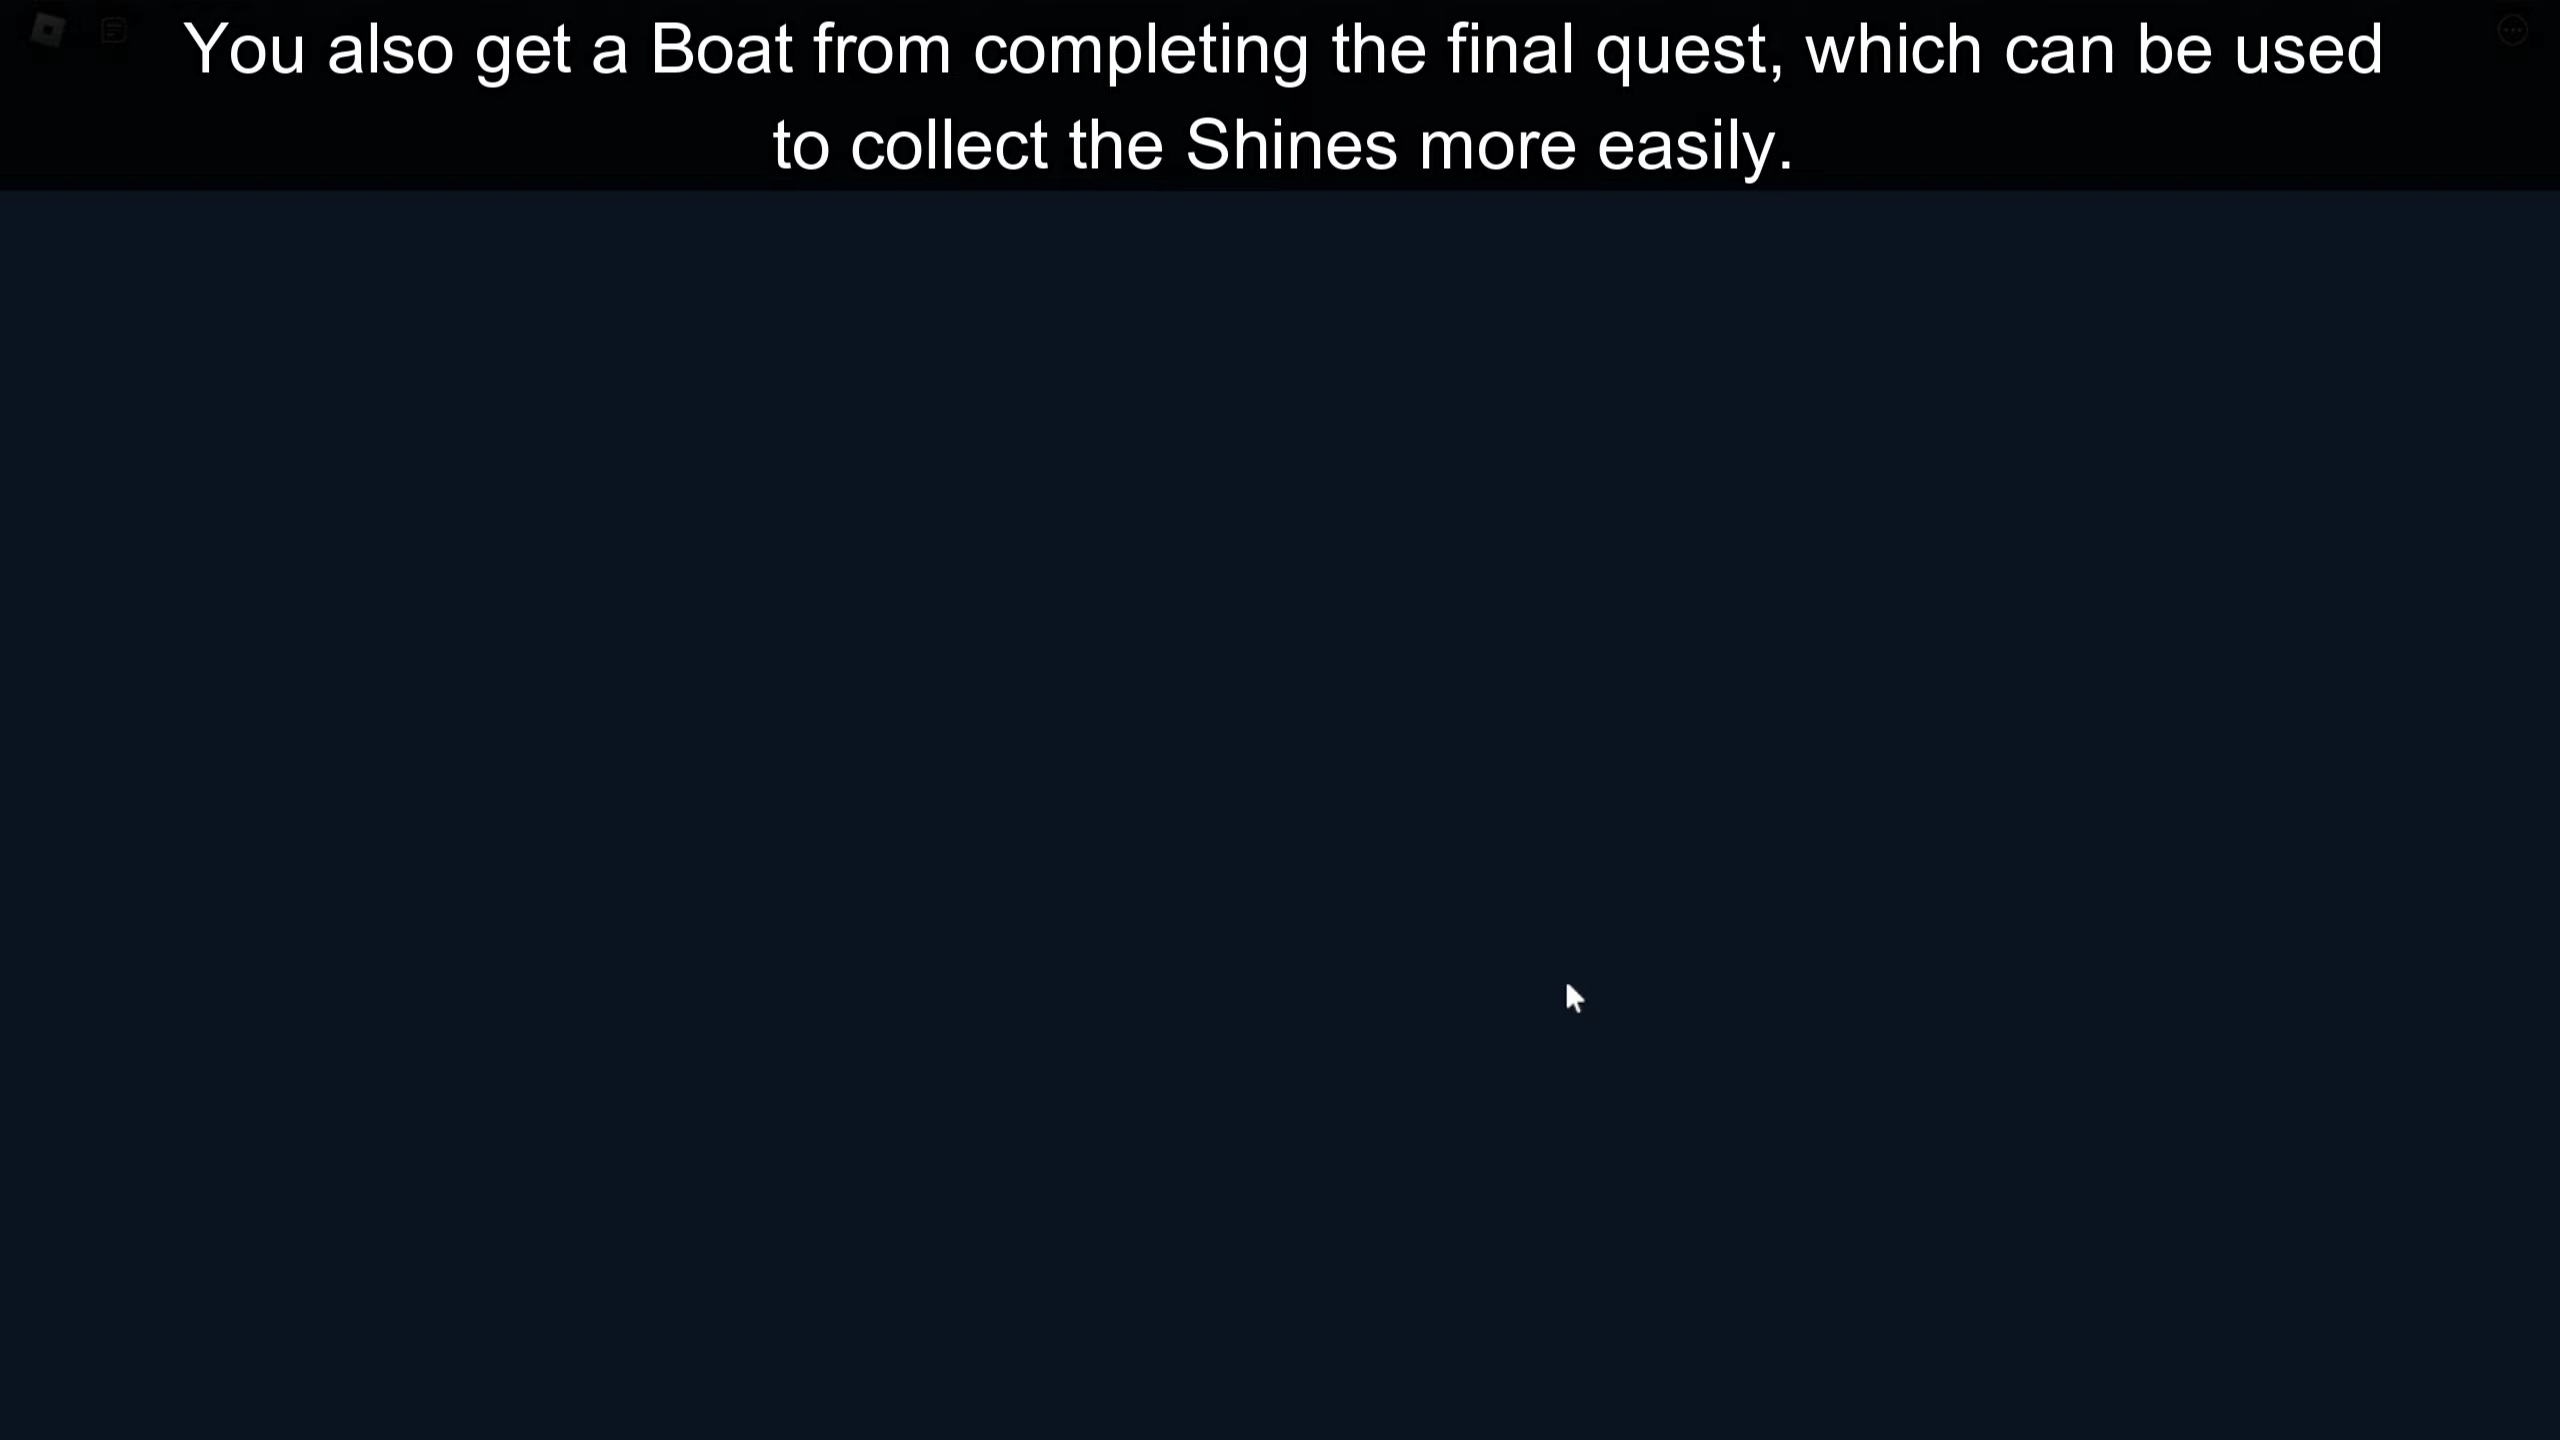 You also get a Boat from completing the final quest, which can be used
to collect the Shines more easily.